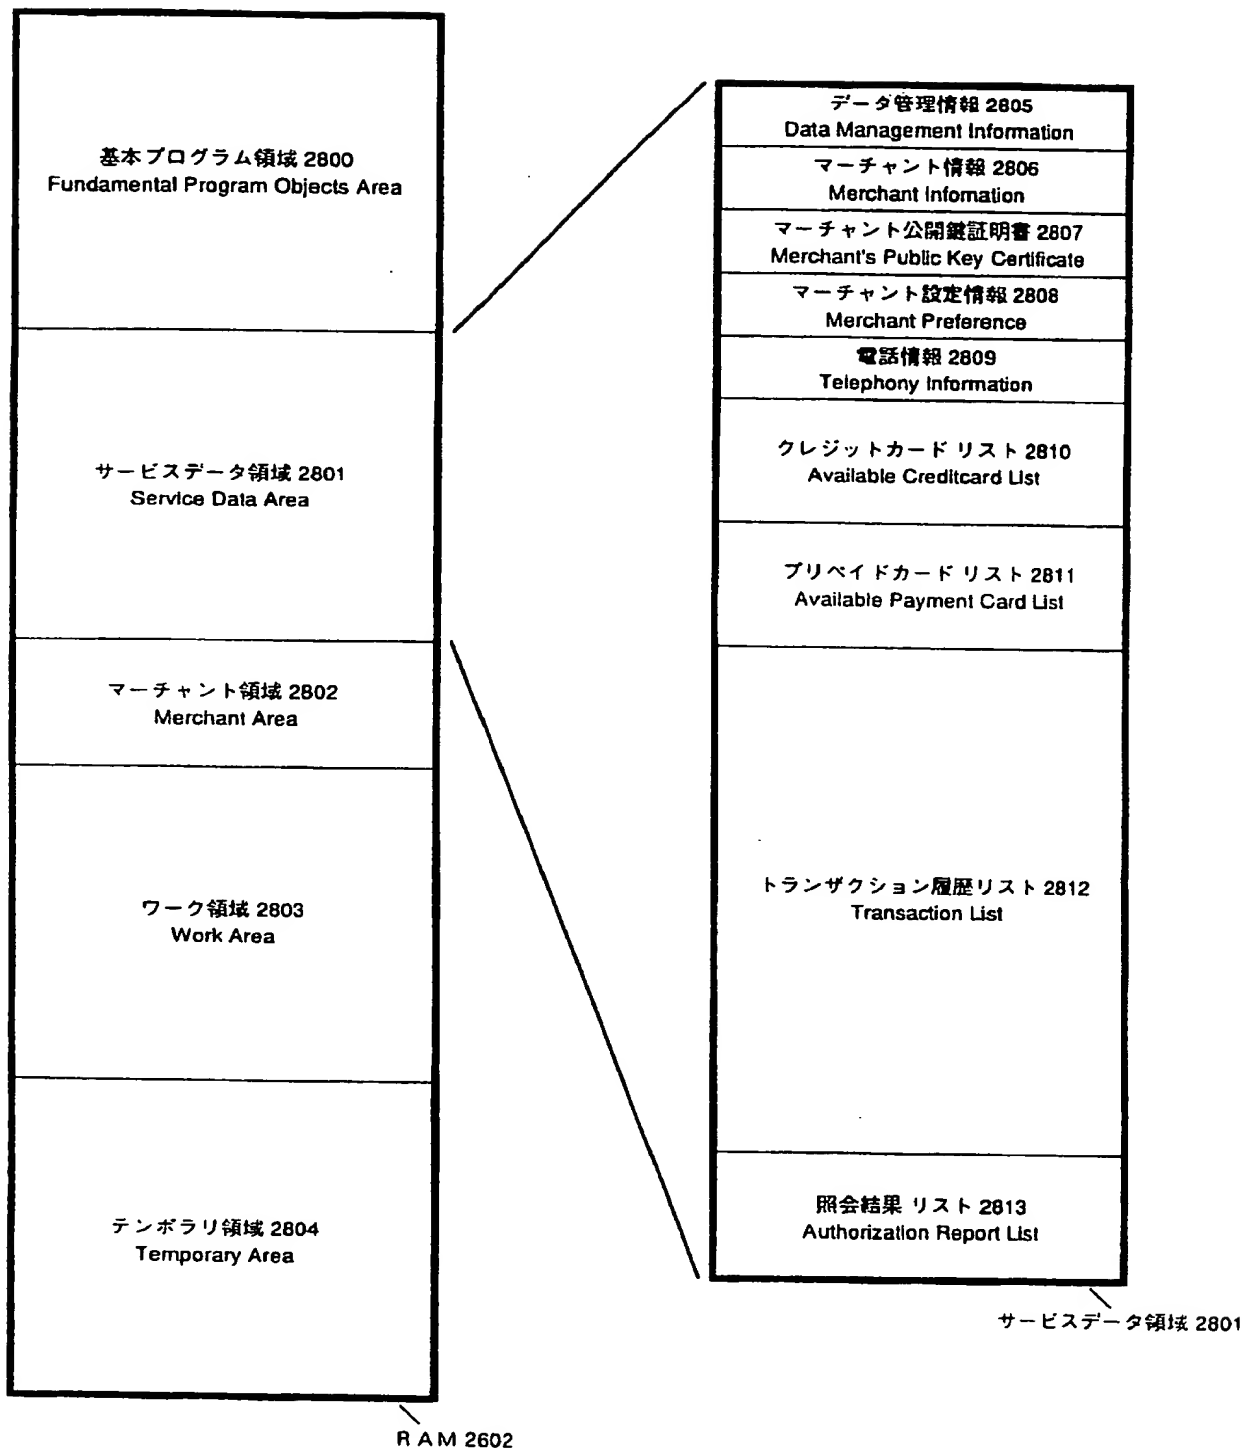 基本プログラム領域 2800
Fundamental Program Objects Area
サービスデータ領域 2801
Service Data Area
マーチャント領域 2802
Merchant Area
ワーク領域 2803
Work Area
テンポラリ領域 2804
Temporary Area
RAM 2602
データ管理情報 2805
Data Management Information
マーチャント情報 2806
Merchant Infomation
マーチャント公開鍵証明書 2807
Merchant's Public Key Certificate
マーチャント設定情報 2808
Merchant Preference
電話情報 2809
Telephony Information
クレジットカード リスト 2810
Available Creditcard List
プリペイドカード リスト 2811
Available Payment Card List
トランザクション履歴リスト 2812
Transaction List
照会結果 リスト 2813
Authorization Report List
サービスデータ領域 2801